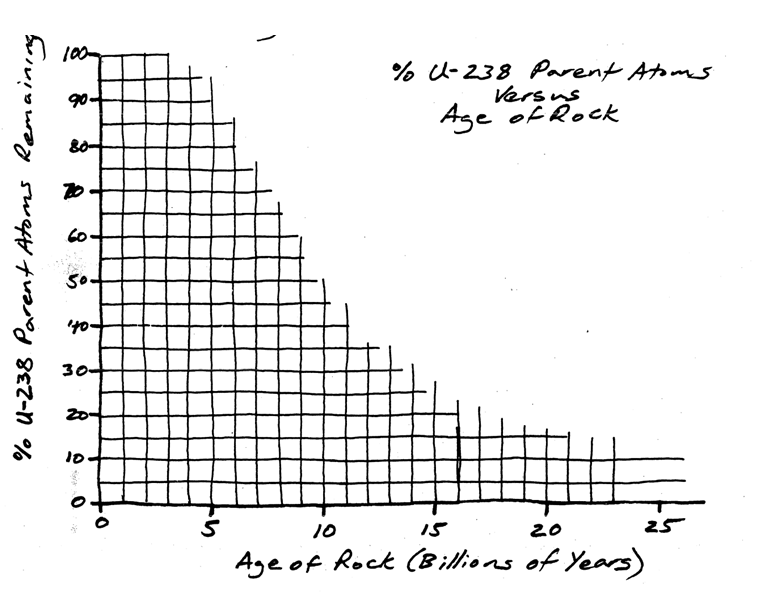 % U-238 Parent Atoms
Versus
Age of Rock
% U-238 Parent Atoms Remaining
100
90
80
70
60
50
40
30
20
10
0
0 5 10 15 20 25
Age of Rock (Billions of Years)